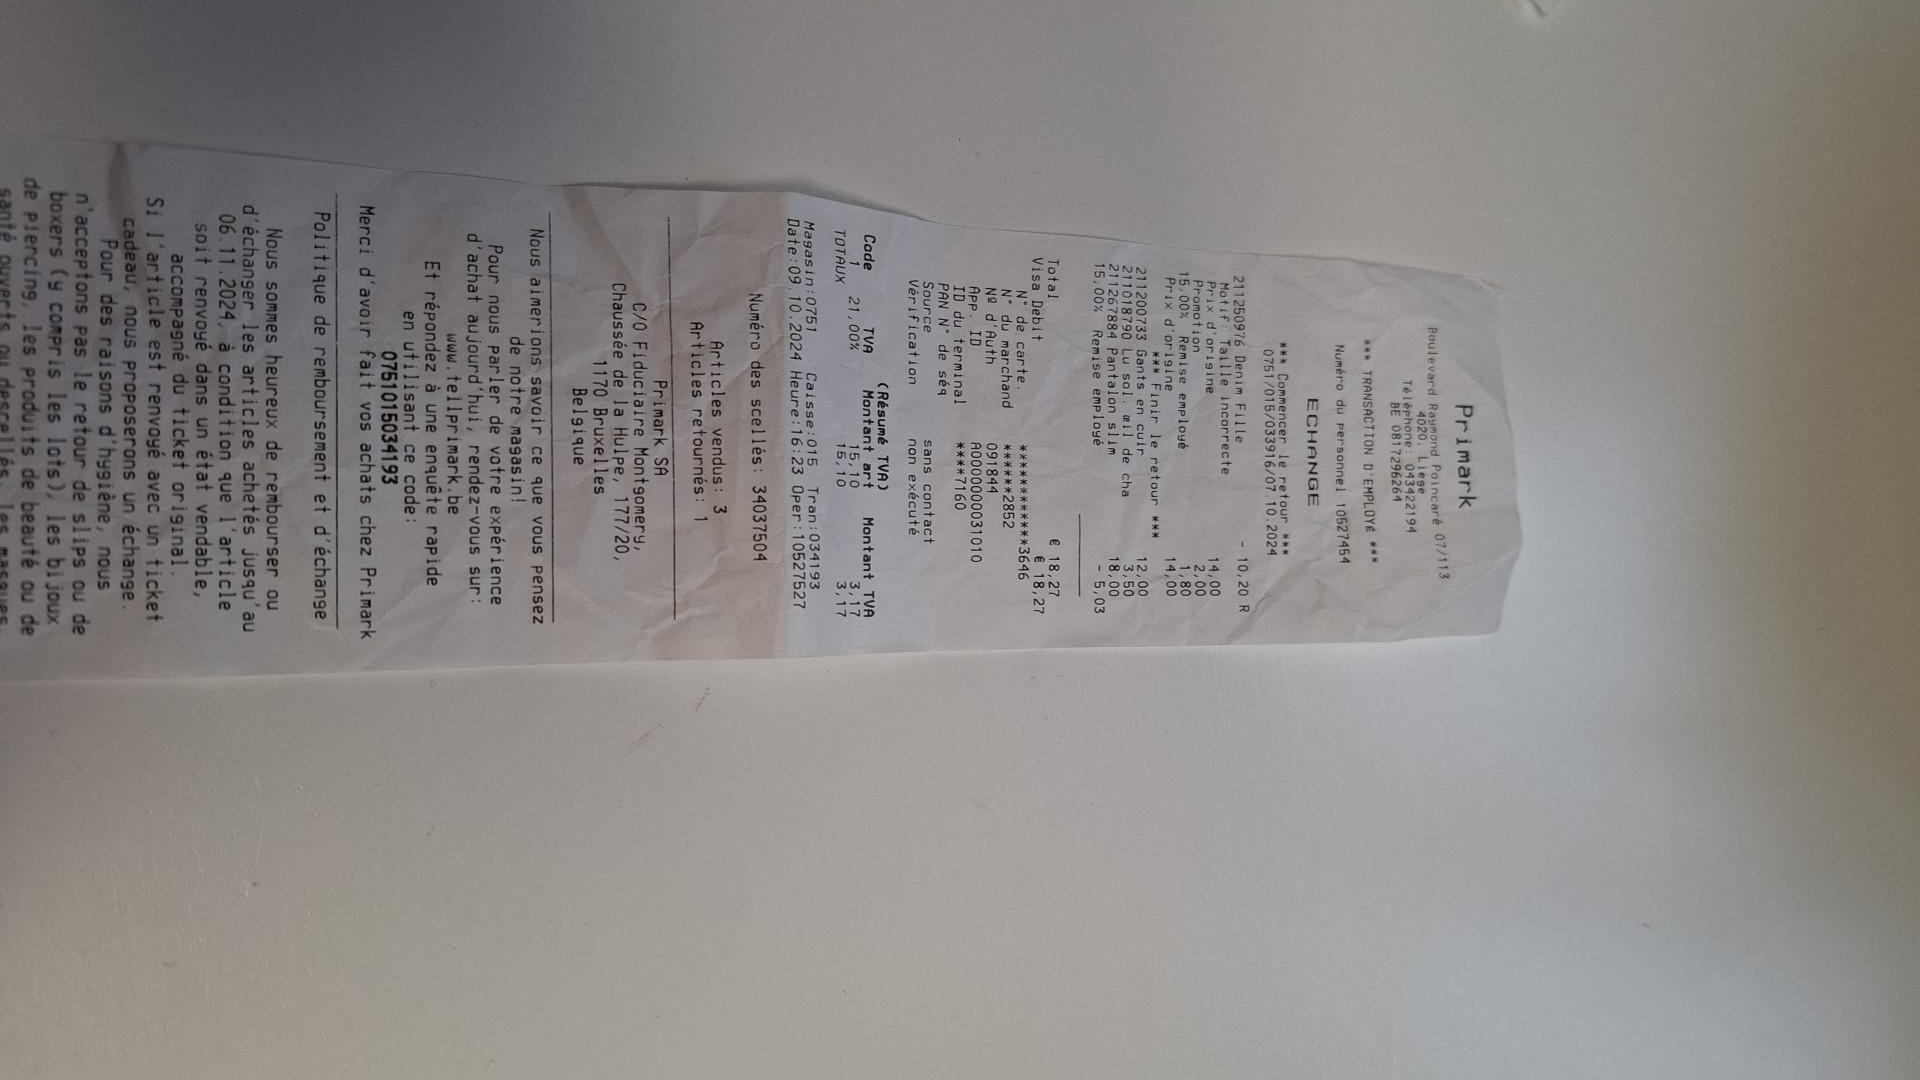 Primark
Boulevard Raymond Poincaré 07/113
4020, Liège
Téléphone: 043422194
BE 0817296264
*** TRANSACTION D'EMPLOYÉ ***
Numéro du personnel 10527454
ECHANGE
*** Commencer le retour ***
0751/015/033916/07.10.2024
211250976 Denim Fille - 10,20 R
Motif: Taille incorrecte
Prix d'origine 14,00
Promotion 2,00
15,00% Remise employé 1,80
Prix d'origine 14,00
*** Finir le retour ***
211200733 Gants en cuir 12,00
211018790 Lu sol. œil de cha 3,50
211267884 Pantalon slim 18,00
15,00% Remise employé - 5,03
Total € 18,27
Visa Debit € 18,27
N° de carte. ************3646
N° du marchand ******2852
Nº d'Auth 091844
App. ID A0000000031010
ID du terminal ****7160
PAN N° de séq
Source sans contact
Vérification non exécuté
(Résumé TVA)
Code TVA Montant art Montant TVA
1 21,00% 15,10 3,17
TOTAUX 15,10 3,17
Magasin:0751 Caisse:015 Tran:034193
Date:09.10.2024 Heure:16:23 Oper:10527527
Numéro des scellés: 34037504
Articles vendus: 3
Articles retournés: 1
Primark SA
C/O Fiduciaire Montgomery,
Chaussée de la Hulpe, 177/20,
1170 Bruxelles
Belgique
Nous aimerions savoir ce que vous pensez
de notre magasin!
Pour nous parler de votre expérience
d'achat aujourd'hui, rendez-vous sur:
www.tellprimark.be
Et répondez à une enquête rapide
en utilisant ce code:
0751015034193
Merci d'avoir fait vos achats chez Primark
Politique de remboursement et d'échange
Nous sommes heureux de rembourser ou
d'échanger les articles achetés jusqu'au
06.11.2024, à condition que l'article
soit renvoyé dans un état vendable,
accompagné du ticket original.
Si l'article est renvoyé avec un ticket
cadeau, nous proposerons un échange.
Pour des raisons d'hygiène, nous
n'acceptons pas le retour de slips ou de
boxers (y compris les lots), les bijoux
de piercing, les produits de beauté ou de
santé ouverts ou descellés, les masques,